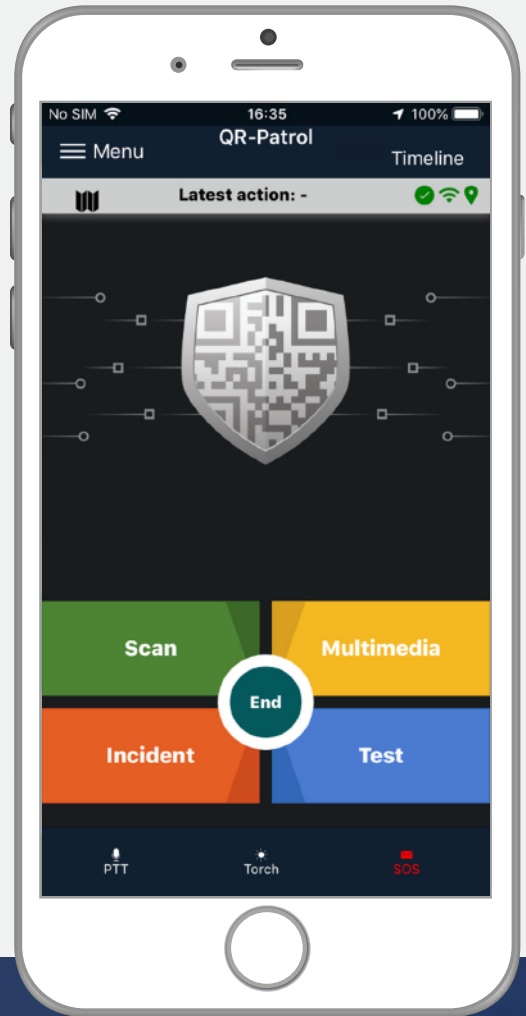 No SIM 16:35 100%
Menu QR-Patrol Timeline
Latest action: -
Scan Multimedia
End
Incident Test
PTT Torch SOS